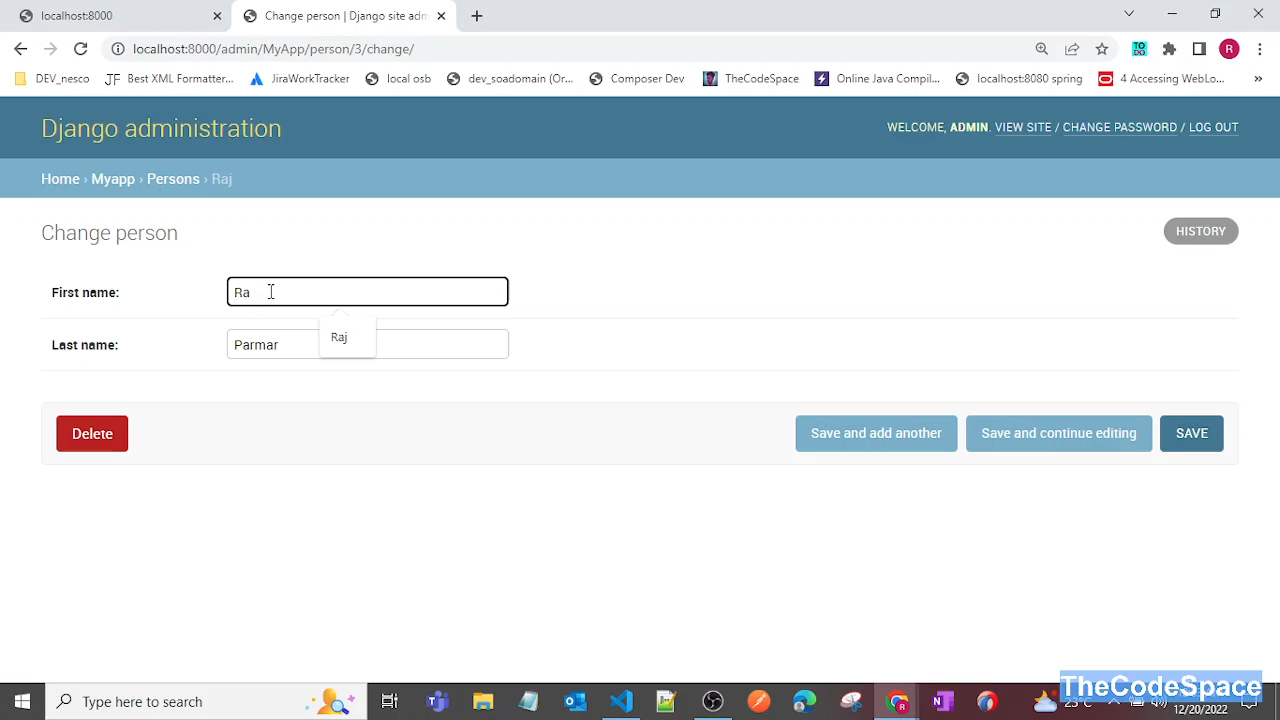 localhost:8000
Change person | Django site adm
localhost:8000/admin/MyApp/person/3/change/
DEV_nesco
Best XML Formatter...
JiraWorkTracker
local osb
dev_soadomain (Or...
Composer Dev
TheCodeSpace
Online Java Compil...
localhost:8080 spring
4 Accessing WebLo...
»
Django administration
WELCOME, ADMIN. VIEW SITE / CHANGE PASSWORD / LOG OUT
Home › Myapp › Persons › Raj
Change person
HISTORY
First name:
Ra
Raj
Last name:
Parmar
Delete
Save and add another
Save and continue editing
SAVE
Type here to search
TheCodeSpace
23°C
12/20/2022